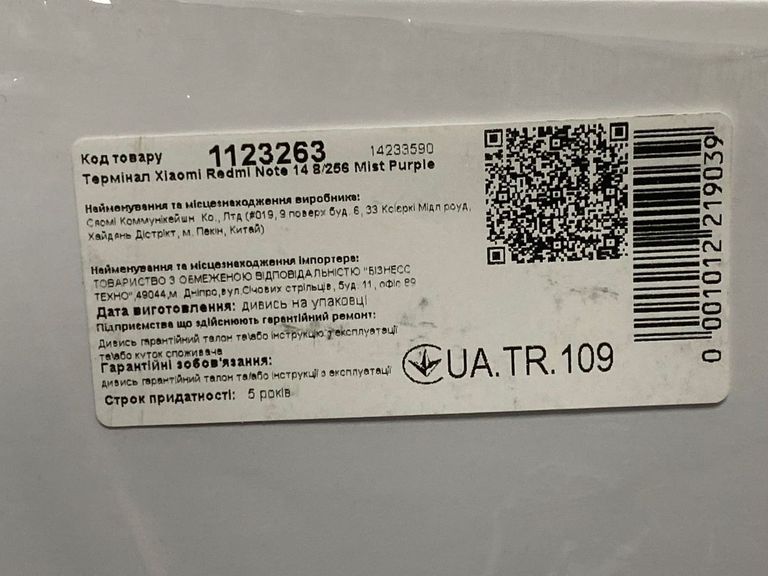 Код товару 1123263 14233590
Термінал Xiaomi Redmi Note 14 8/256 Mist Purple
Найменування та місцезнаходження виробника:
Сяомі Коммунікейшн Ко., Лтд (#019, 9 поверх буд. 6, 33 Ксіеркі Мідл роуд,
Хайдянь Дістрікт, м. Пекін, Китай)
Найменування та місцезнаходження імпортера:
ТОВАРИСТВО З ОБМЕЖЕНОЮ ВІДПОВІДАЛЬНІСТЮ "БІЗНЕСС
ТЕХНО",49044,м. Дніпро,вул.Січових стрільців, буд. 11, офіс 89
Дата виготовлення: дивись на упаковці
Підприємства що здійснюють гарантійний ремонт:
Дивись гарантійний талон та/або інструкцію з експлуатації
та/або куток споживача
Гарантійні зобов'язання:
дивись гарантійний талон та/або інструкції з експлуатації
Строк придатності: 5 років
UA.TR.109
0 001012 219039